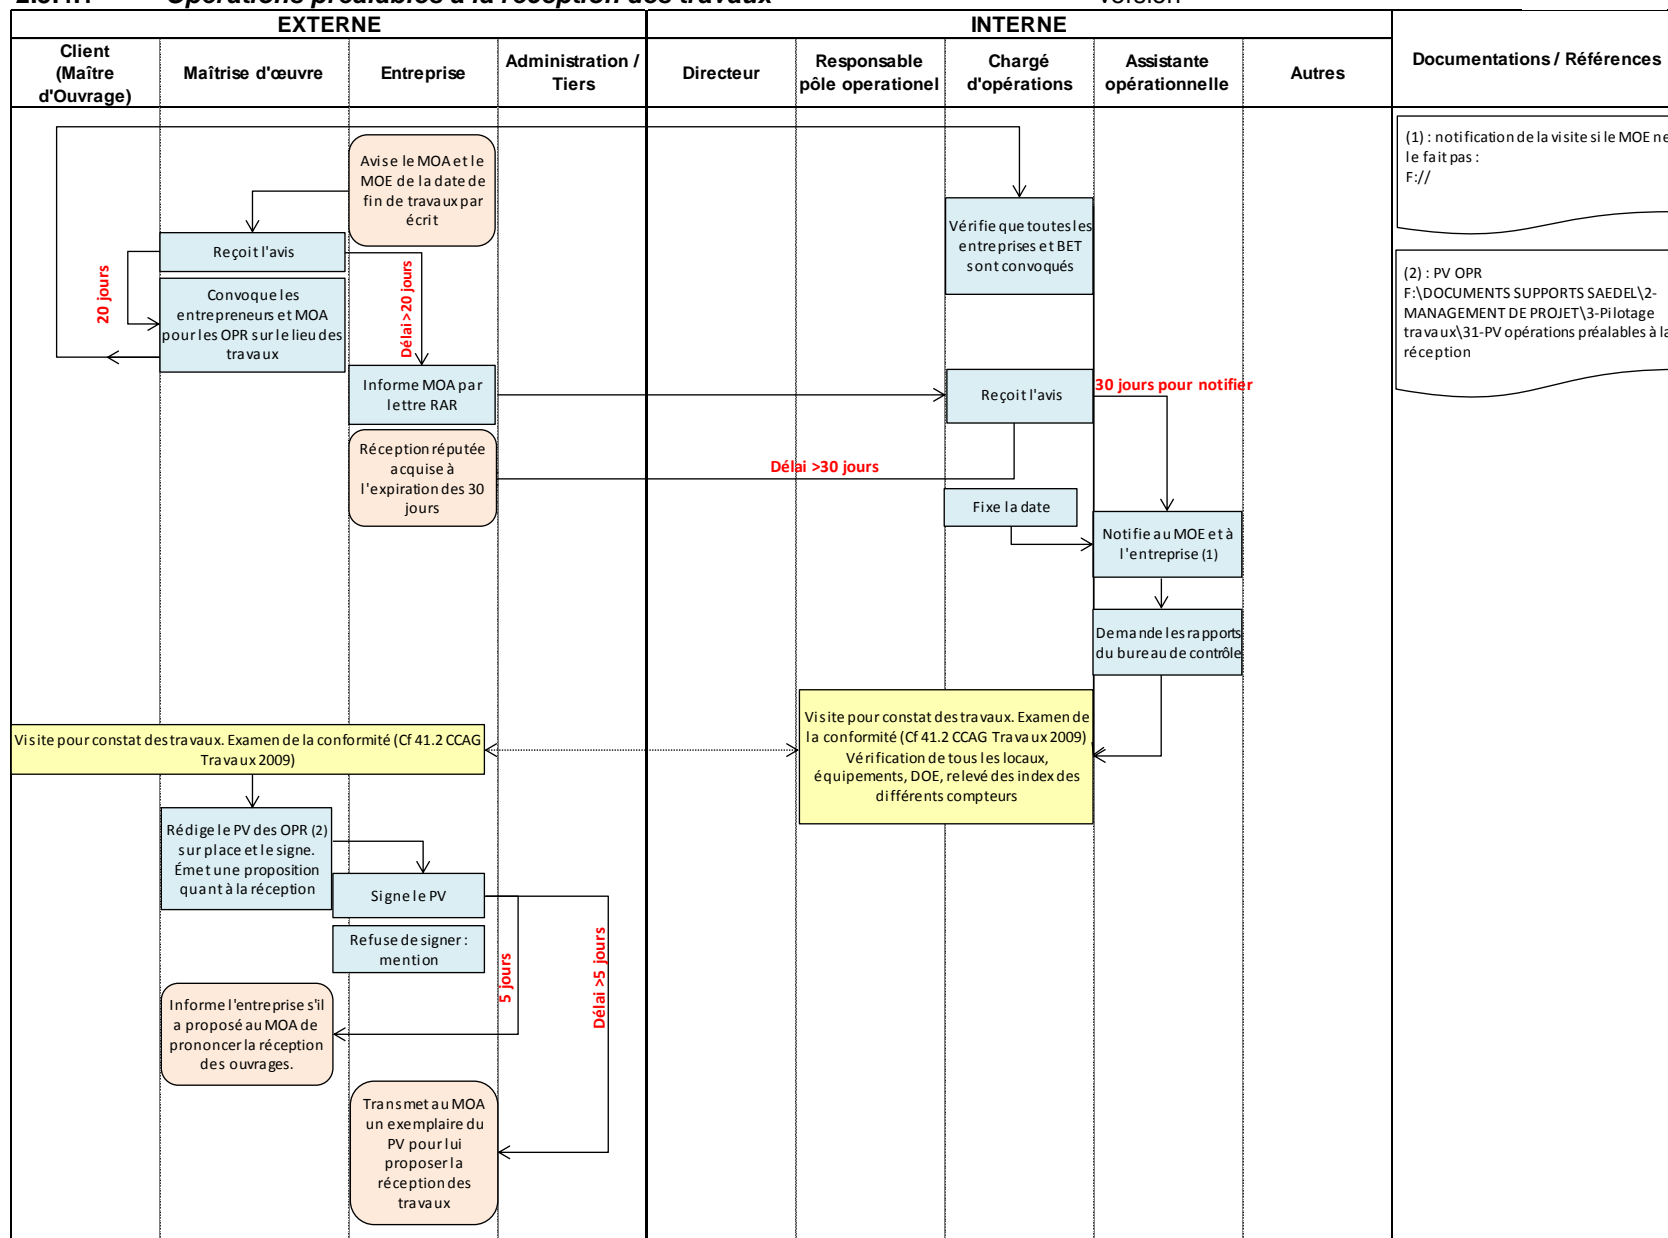 Opérations préalables à la réception des travaux
EXTERNE
INTERNE
Client
(Maître
d'Ouvrage)
Maîtrise d'œuvre
Entreprise
Administration /
Tiers
Directeur
Responsable
pôle operationel
Chargé
d'opérations
Assistante
opérationnelle
Autres
Documentations / Références
Avise le MOA et le
MOE de la date de
fin de travaux par
écrit
(1) : notification de la visite si le MOE ne
le fait pas :
F://
Vérifie que toutes les
entreprises et BET
sont convoqués
Reçoit l'avis
20 jours
Convoque les
entrepreneurs et MOA
pour les OPR sur le lieu des
travaux
Délai > 20 jours
(2) : PV OPR
F:\DOCUMENTS SUPPORTS SAEDEL\2-
MANAGEMENT DE PROJET\3-Pilotage
travaux\31-PV opérations préalables à la
réception
Informe MOA par
lettre RAR
Reçoit l'avis
30 jours pour notifier
Réception réputée
acquise à
l'expiration des 30
jours
Délai >30 jours
Fixe la date
Notifie au MOE et à
l'entreprise (1)
Demande les rapports
du bureau de contrôle
Visite pour constat des travaux. Examen de la conformité (Cf 41.2 CCAG
Travaux 2009)
Visite pour constat des travaux. Examen de
la conformité (Cf 41.2 CCAG Travaux 2009)
Vérification de tous les locaux,
équipements, DOE, relevé des index des
différents compteurs
Rédige le PV des OPR (2)
sur place et le signe.
Émet une proposition
quant à la réception
Signe le PV
Refuse de signer :
mention
5 jours
Délai >5 jours
Informe l'entreprise s'il
a proposé au MOA de
prononcer la réception
des ouvrages.
Transmet au MOA
un exemplaire du
PV pour lui
proposer la
réception des
travaux